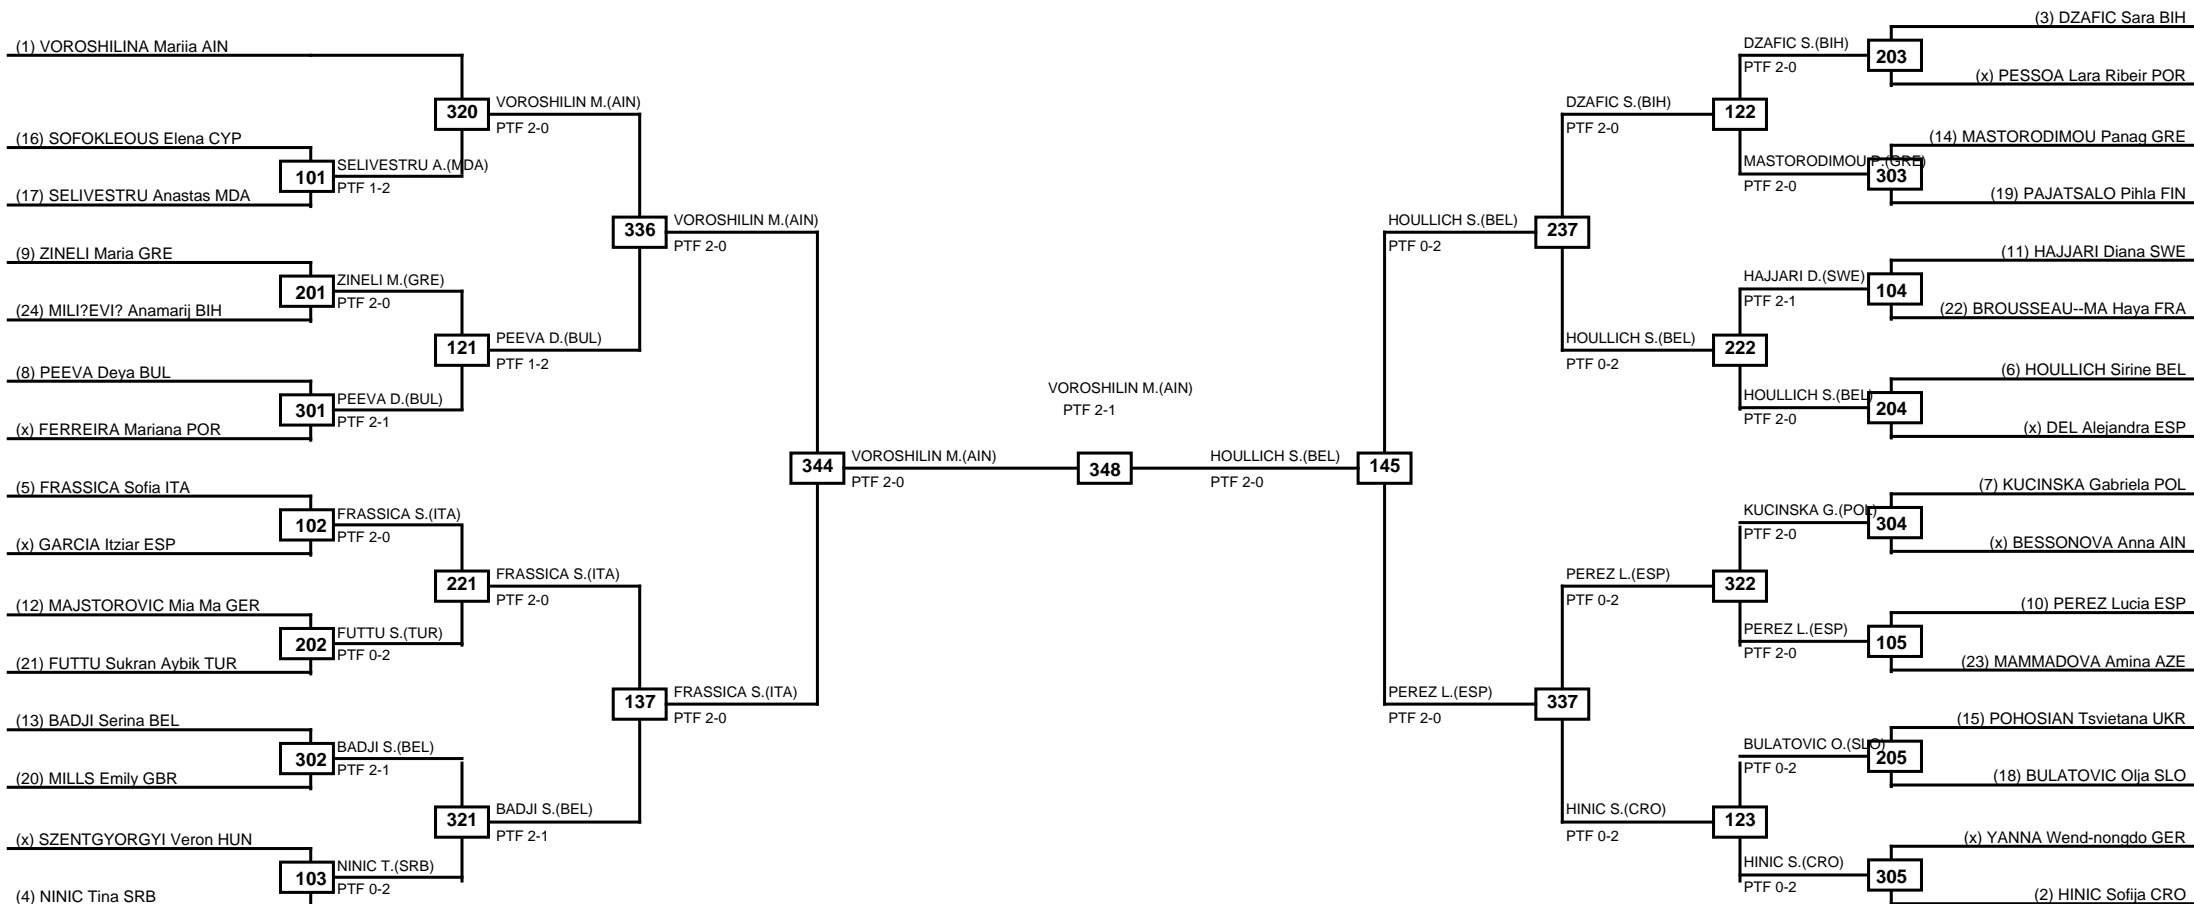 (1) VOROSHILINA Mariia AIN
320
VOROSHILIN M.(AIN)
PTF 2-0
(16) SOFOKLEOUS Elena CYP
101
SELIVESTRU A.(MDA)
PTF 1-2
(17) SELIVESTRU Anastas MDA
336
VOROSHILIN M.(AIN)
PTF 2-0
(9) ZINELI Maria GRE
201
ZINELI M.(GRE)
PTF 2-0
(24) MILI?EVI? Anamarij BIH
121
PEEVA D.(BUL)
PTF 1-2
(8) PEEVA Deya BUL
301
PEEVA D.(BUL)
PTF 2-1
(x) FERREIRA Mariana POR
344
VOROSHILIN M.(AIN)
PTF 2-0
(5) FRASSICA Sofia ITA
102
FRASSICA S.(ITA)
PTF 2-0
(x) GARCIA Itziar ESP
221
FRASSICA S.(ITA)
PTF 2-0
(12) MAJSTOROVIC Mia Ma GER
202
FUTTU S.(TUR)
PTF 0-2
(21) FUTTU Sukran Aybik TUR
137
FRASSICA S.(ITA)
PTF 2-0
(13) BADJI Serina BEL
302
BADJI S.(BEL)
PTF 2-1
(20) MILLS Emily GBR
321
BADJI S.(BEL)
PTF 2-1
(x) SZENTGYORGYI Veron HUN
103
NINIC T.(SRB)
PTF 0-2
(4) NINIC Tina SRB
VOROSHILIN M.(AIN)
PTF 2-1
348
(3) DZAFIC Sara BIH
DZAFIC S.(BIH)
203
PTF 2-0
(x) PESSOA Lara Ribeir POR
DZAFIC S.(BIH)
122
PTF 2-0
(14) MASTORODIMOU Panag GRE
MASTORODIMOU P.(GRE)
303
PTF 2-0
(19) PAJATSALO Pihla FIN
HOULLICH S.(BEL)
237
PTF 0-2
(11) HAJJARI Diana SWE
HAJJARI D.(SWE)
104
PTF 2-1
(22) BROUSSEAU--MA Haya FRA
HOULLICH S.(BEL)
222
PTF 0-2
(6) HOULLICH Sirine BEL
HOULLICH S.(BEL)
204
PTF 2-0
(x) DEL Alejandra ESP
HOULLICH S.(BEL)
145
PTF 2-0
(7) KUCINSKA Gabriela POL
KUCINSKA G.(POL)
304
PTF 2-0
(x) BESSONOVA Anna AIN
PEREZ L.(ESP)
322
PTF 0-2
(10) PEREZ Lucia ESP
PEREZ L.(ESP)
105
PTF 2-0
(23) MAMMADOVA Amina AZE
PEREZ L.(ESP)
337
PTF 2-0
(15) POHOSIAN Tsvietana UKR
BULATOVIC O.(SLO)
205
PTF 0-2
(18) BULATOVIC Olja SLO
HINIC S.(CRO)
123
PTF 0-2
(x) YANNA Wend-nongdo GER
HINIC S.(CRO)
305
PTF 0-2
(2) HINIC Sofija CRO